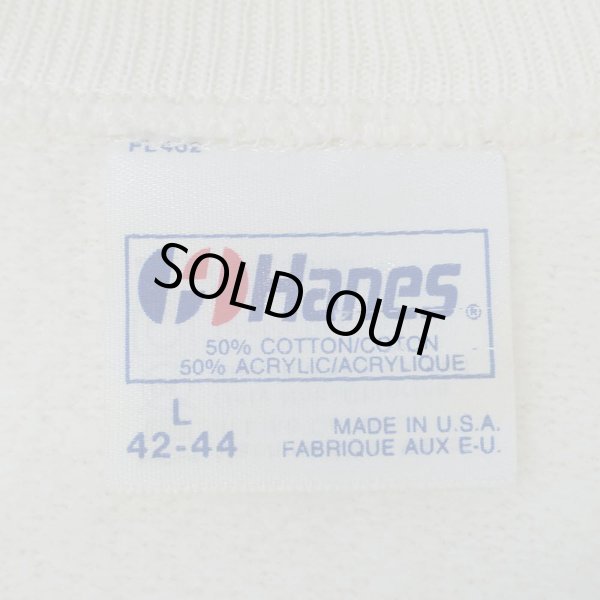 Hanes ®
SOLD OUT
50% COTTON/COTON
50% ACRYLIC/ACRYLIQUE
L
42-44
MADE IN U.S.A.
FABRIQUE AUX E-U.